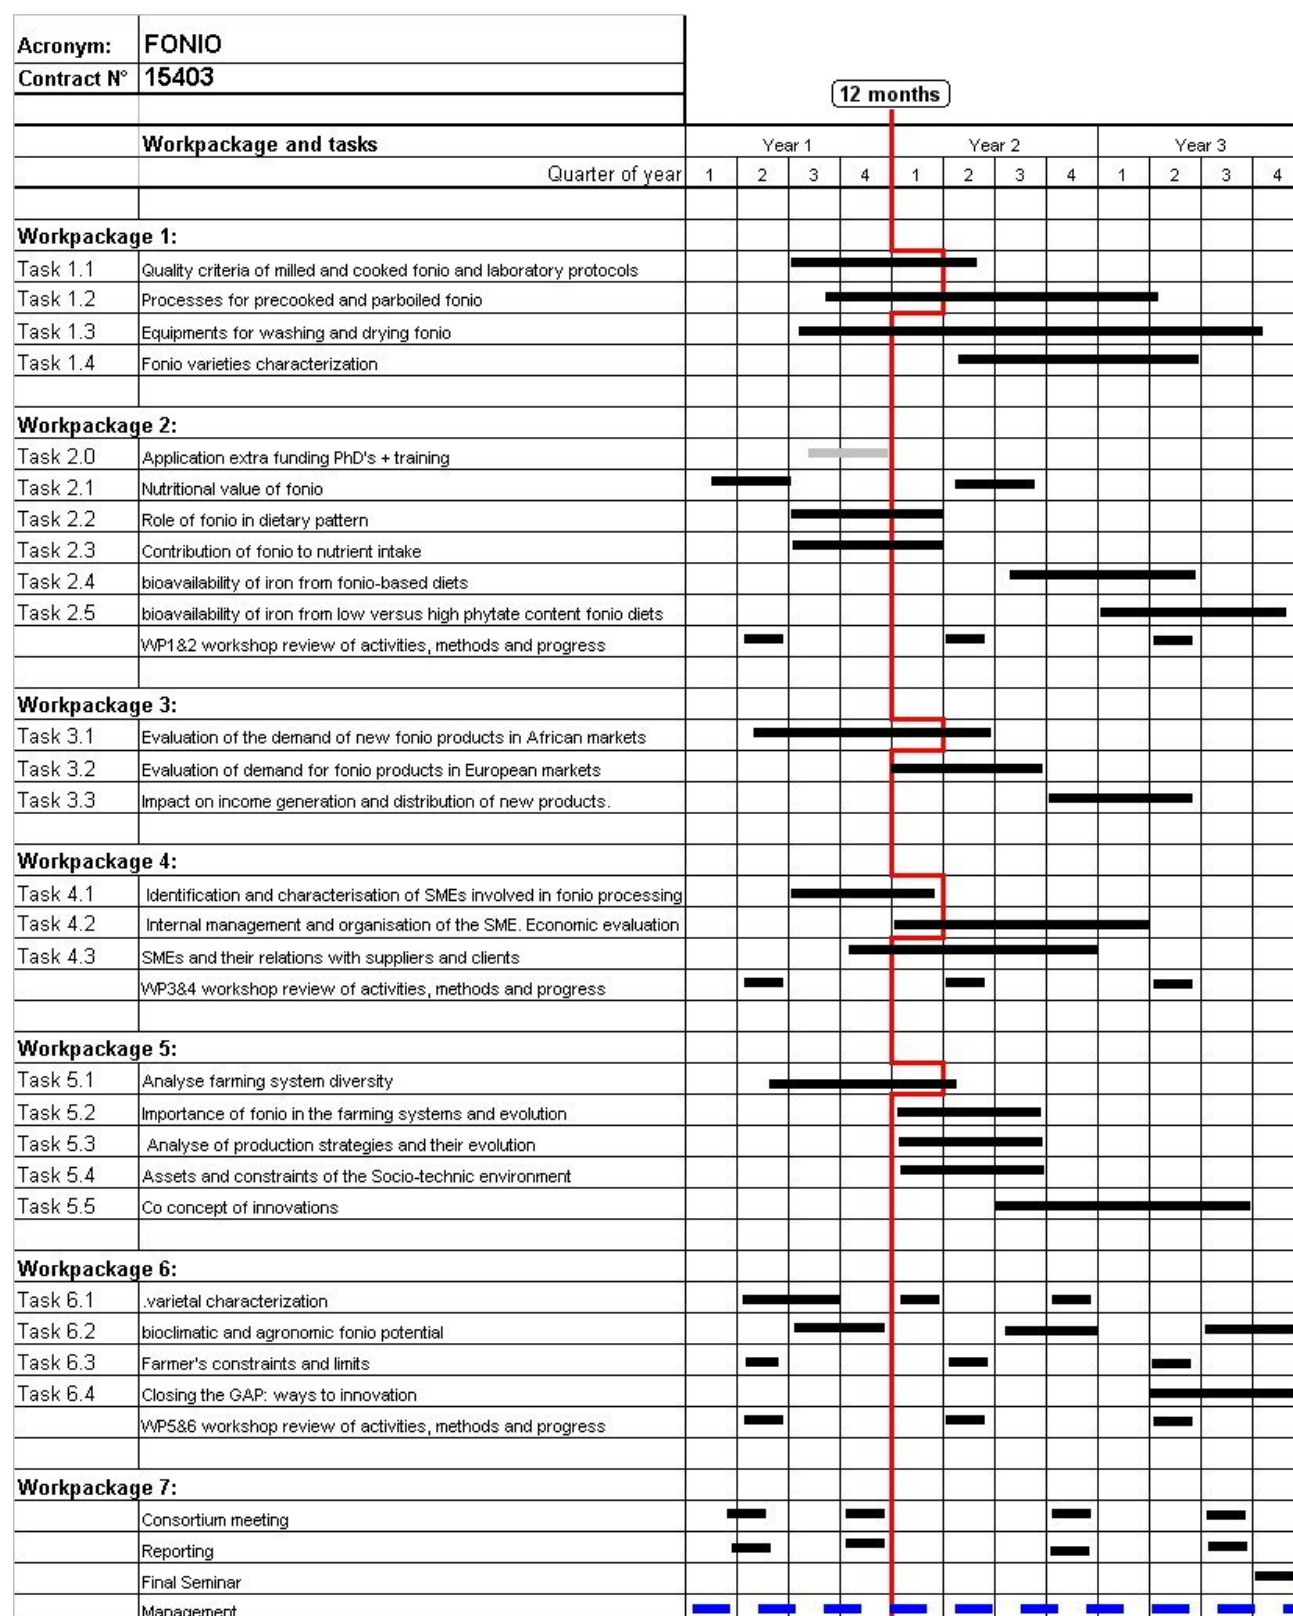 Acronym: FONIO
Contract N° 15403
12 months
Workpackage and tasks Year 1 Year 2 Year 3
Quarter of year 1 2 3 4 1 2 3 4 1 2 3 4
Workpackage 1:
Task 1.1 Quality criteria of milled and cooked fonio and laboratory protocols
Task 1.2 Processes for precooked and parboiled fonio
Task 1.3 Equipments for washing and drying fonio
Task 1.4 Fonio varieties characterization
Workpackage 2:
Task 2.0 Application extra funding PhD's + training
Task 2.1 Nutritional value of fonio
Task 2.2 Role of fonio in dietary pattern
Task 2.3 Contribution of fonio to nutrient intake
Task 2.4 bioavailability of iron from fonio-based diets
Task 2.5 bioavailability of iron from low versus high phytate content fonio diets
WP1&2 workshop review of activities, methods and progress
Workpackage 3:
Task 3.1 Evaluation of the demand of new fonio products in African markets
Task 3.2 Evaluation of demand for fonio products in European markets
Task 3.3 Impact on income generation and distribution of new products.
Workpackage 4:
Task 4.1 Identification and characterisation of SMEs involved in fonio processing
Task 4.2 Internal management and organisation of the SME. Economic evaluation
Task 4.3 SMEs and their relations with suppliers and clients
WP3&4 workshop review of activities, methods and progress
Workpackage 5:
Task 5.1 Analyse farming system diversity
Task 5.2 Importance of fonio in the farming systems and evolution
Task 5.3 Analyse of production strategies and their evolution
Task 5.4 Assets and constraints of the Socio-technic environment
Task 5.5 Co concept of innovations
Workpackage 6:
Task 6.1 .varietal characterization
Task 6.2 bioclimatic and agronomic fonio potential
Task 6.3 Farmer's constraints and limits
Task 6.4 Closing the GAP: ways to innovation
WP5&6 workshop review of activities, methods and progress
Workpackage 7:
Consortium meeting
Reporting
Final Seminar
Management